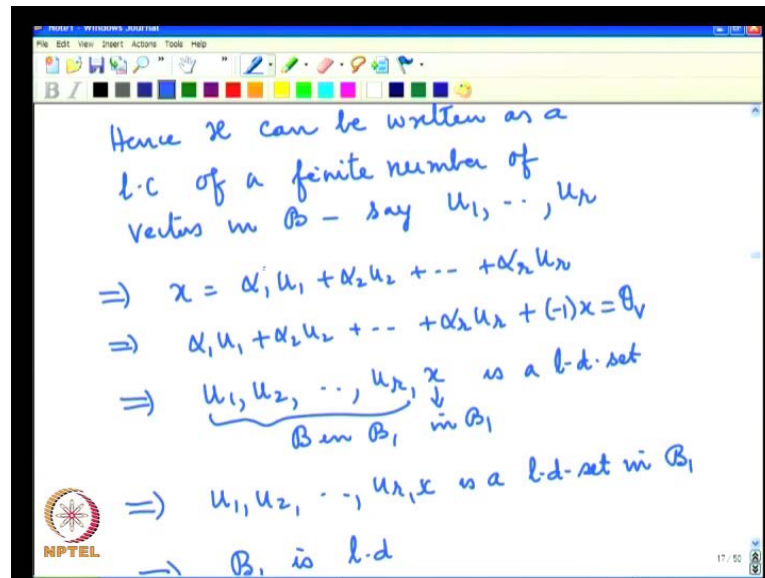 Note1 - Windows Journal
File Edit View Insert Actions Tools Help
B I
Hence x can be written as a
l.c of a finite number of
vectors in B – say u₁, ⋯, uᵣ
⇒) x = α₁u₁ + α₂u₂ + ⋯ + αᵣuᵣ
⇒) α₁u₁ + α₂u₂ + ⋯ + αᵣuᵣ + (-1)x = θᵥ
⇒) u₁, u₂, ⋯, uᵣ, x is a l.d. set
B in B₁ ↓ in B₁
⇒) u₁, u₂, ⋯, uᵣ, x is a l.d-set in B₁
⇒ B₁ is l.d
NPTEL
17 / 50